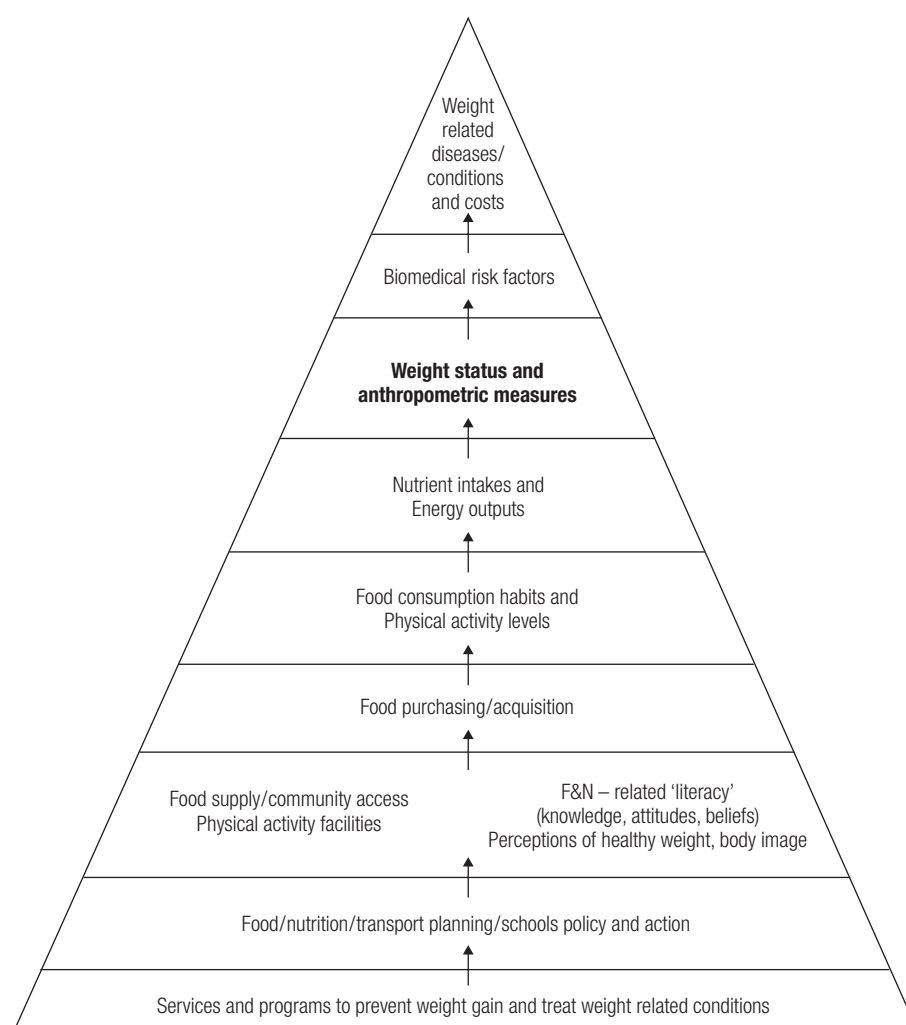 Weight
related
diseases/
conditions
and costs
Biomedical risk factors
Weight status and
anthropometric measures
Nutrient intakes and
Energy outputs
Food consumption habits and
Physical activity levels
Food purchasing/acquisition
Food supply/community access
Physical activity facilities
F&N – related ‘literacy’
(knowledge, attitudes, beliefs)
Perceptions of healthy weight, body image
Food/nutrition/transport planning/schools policy and action
Services and programs to prevent weight gain and treat weight related conditions